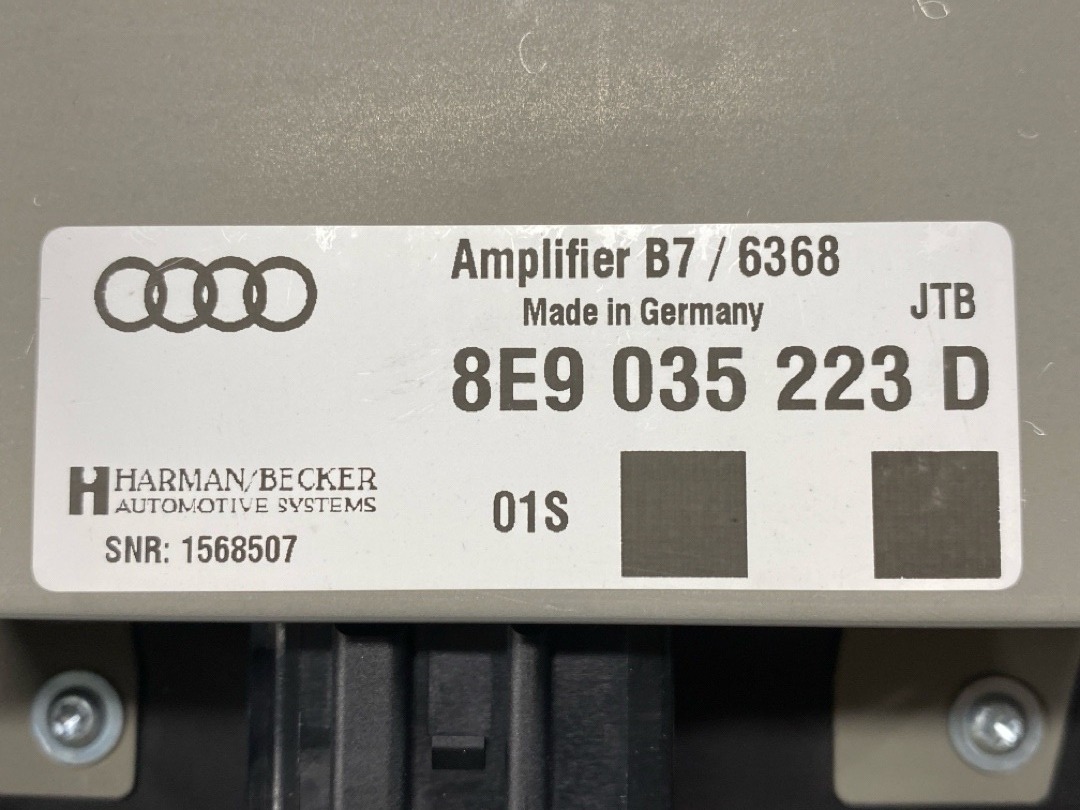 Amplifier B7 / 6368
Made in Germany
JTB
8E9 035 223 D
HARMAN/BECKER
AUTOMOTIVE SYSTEMS
01S
SNR: 1568507